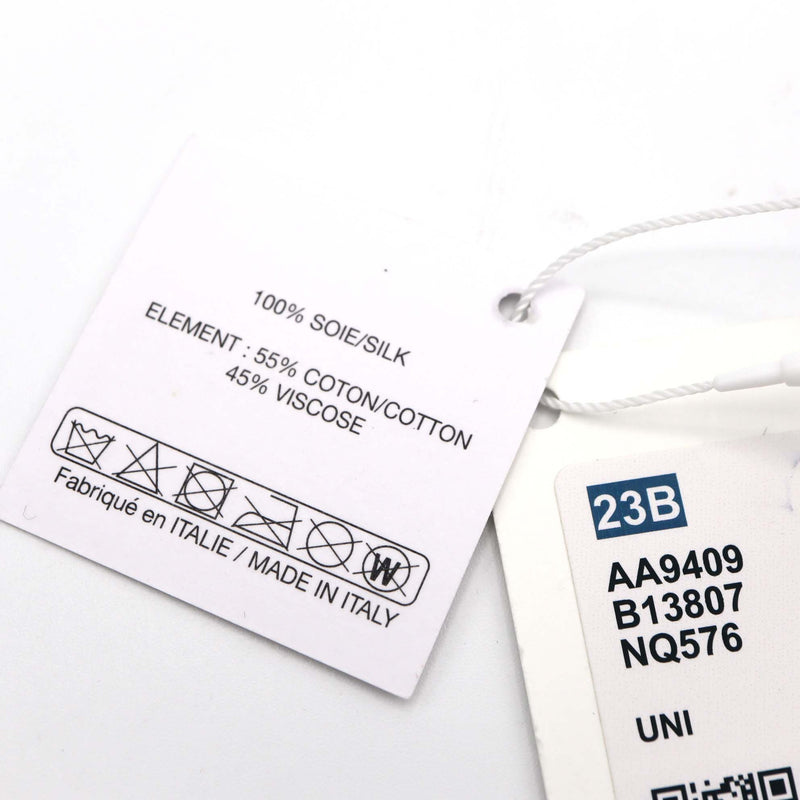 100% SOIE/SILK
ELEMENT : 55% COTON/COTTON
45% VISCOSE
W
Fabriqué en ITALIE / MADE IN ITALY
23B
AA9409
B13807
NQ576
UNI